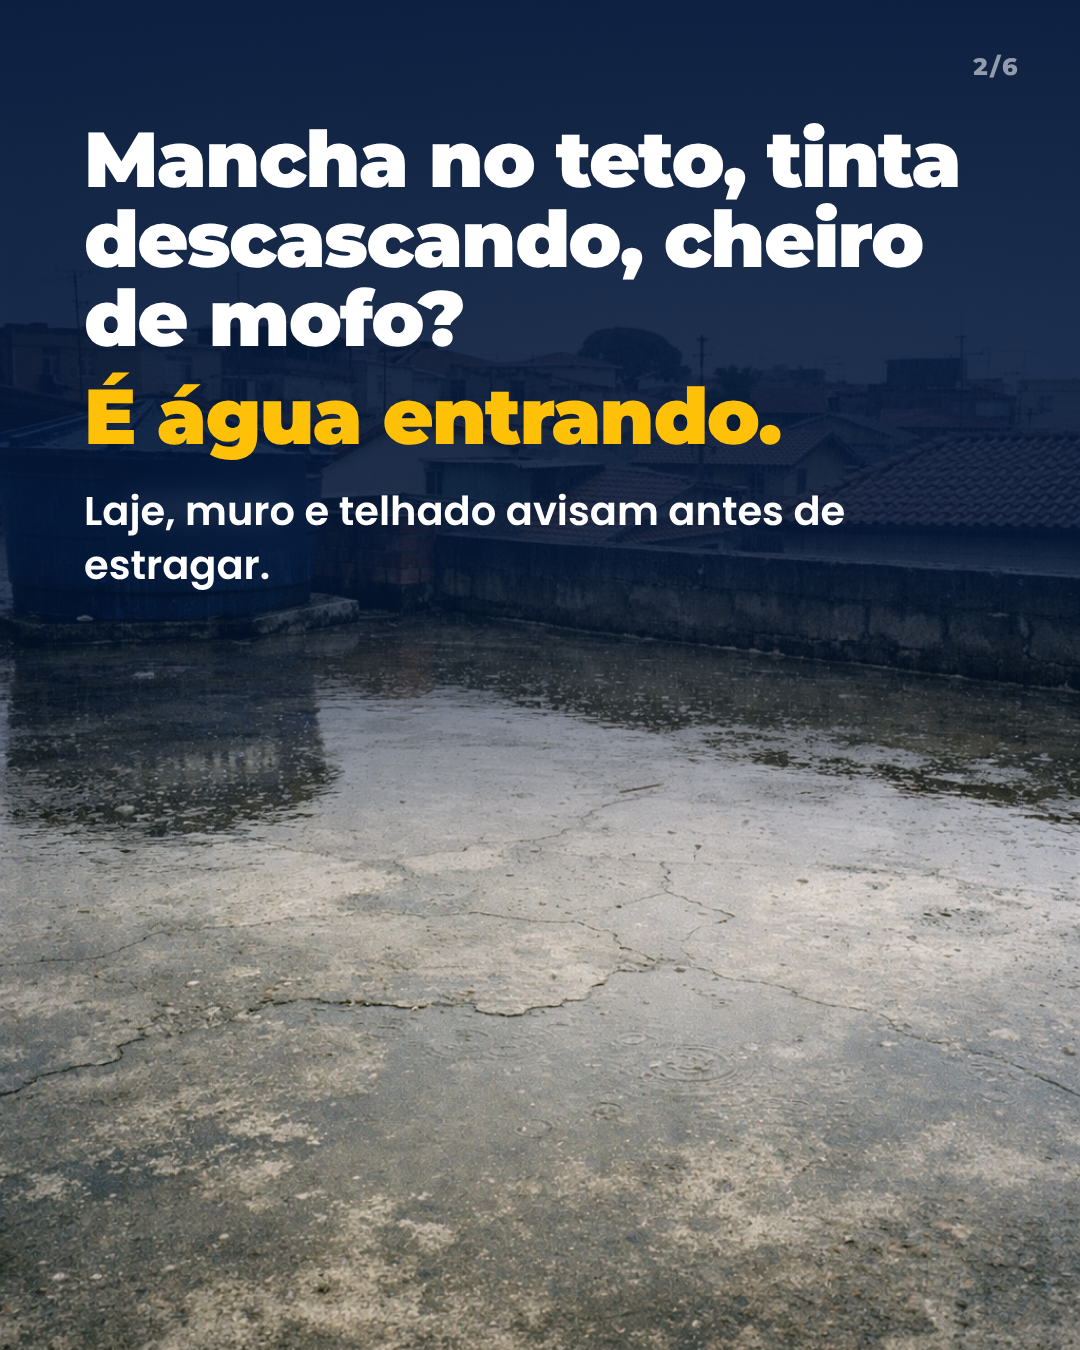 2/6
Mancha no teto, tinta
descascando, cheiro
de mofo?
É água entrando.
Laje, muro e telhado avisam antes de
estragar.